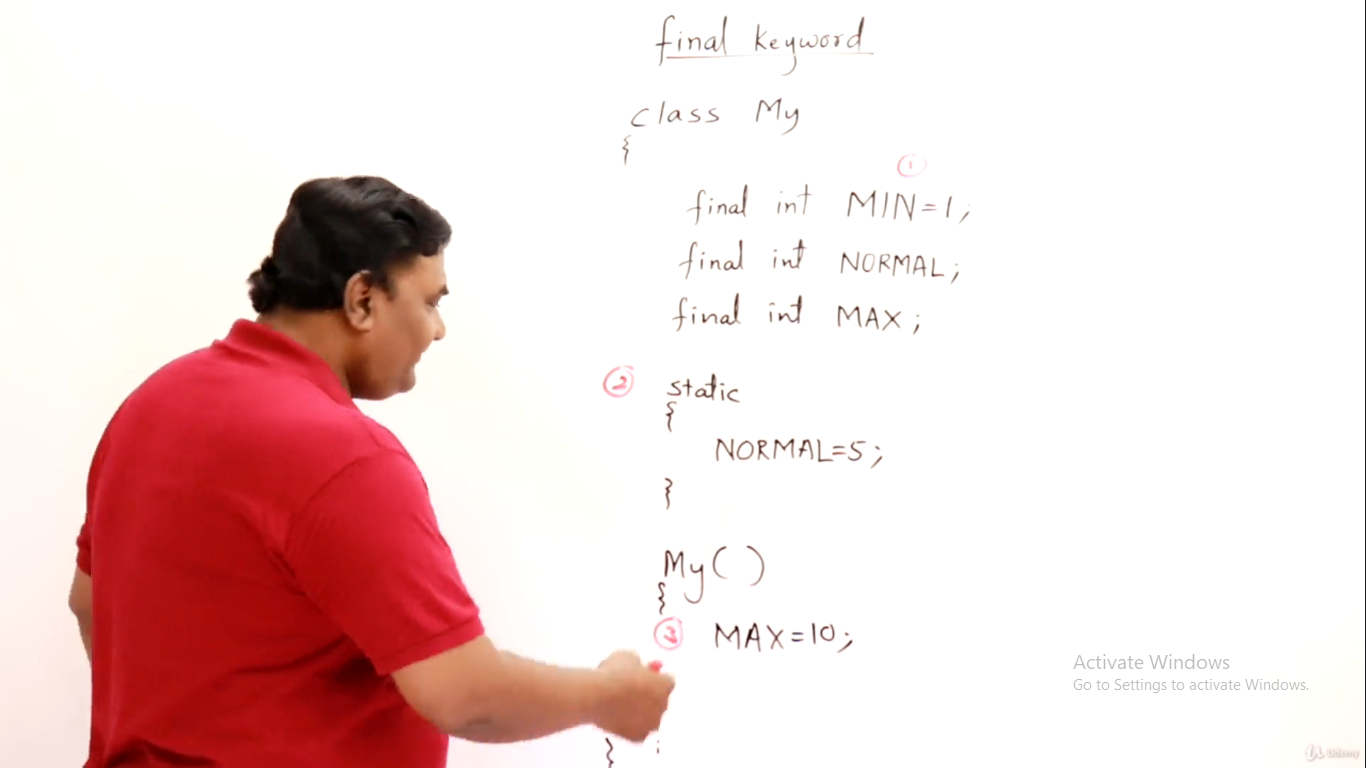 final keyword
class My
{
①
final int MIN=1;
final int NORMAL;
final int MAX;
② static
{
NORMAL=5;
}
My( )
{
③ MAX=10;
}
Activate Windows
Go to Settings to activate Windows.
Udemy